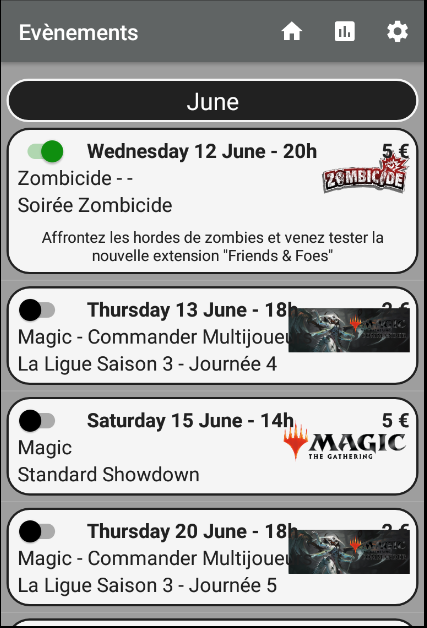 Evènements
June
Wednesday 12 June - 20h 5 €
Zombicide - -
ZOMBICIDE
Soirée Zombicide
Affrontez les hordes de zombies et venez tester la
nouvelle extension "Friends & Foes"
Thursday 13 June - 18h
Magic - Commander Multijoueu
La Ligue Saison 3 - Journée 4
Saturday 15 June - 14h 5 €
Magic
MAGIC
THE GATHERING
Standard Showdown
Thursday 20 June - 18h
Magic - Commander Multijoueu
La Ligue Saison 3 - Journée 5